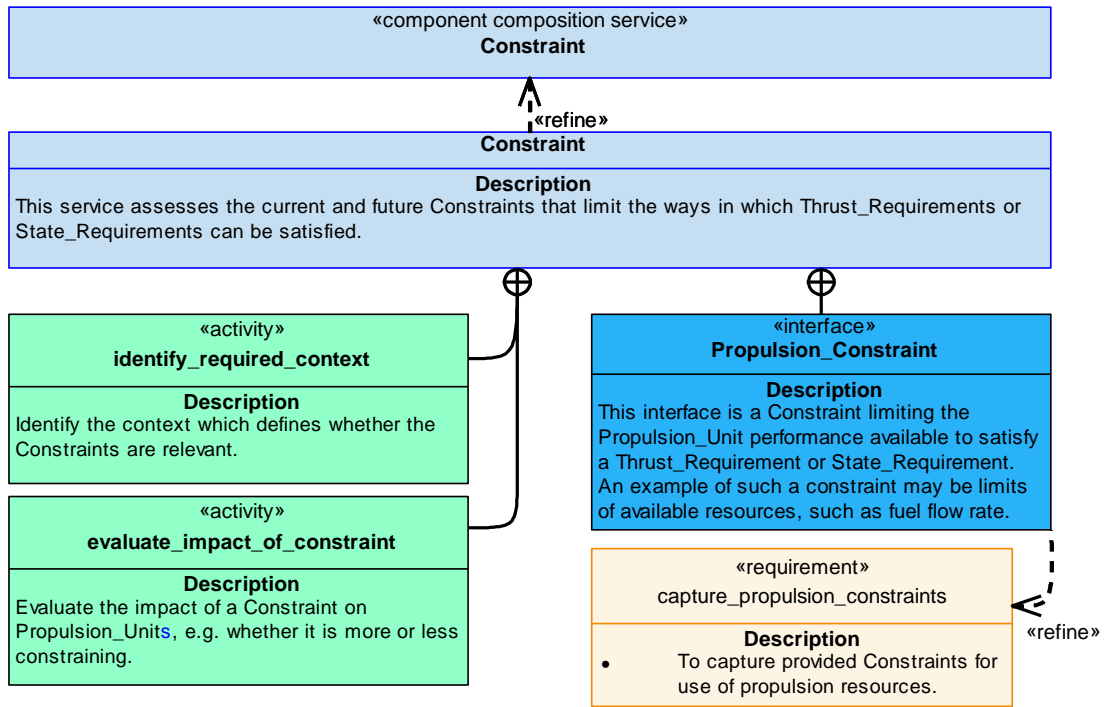 «component composition service»
Constraint
«refine»
Constraint
Description
This service assesses the current and future Constraints that limit the ways in which Thrust_Requirements or
State_Requirements can be satisfied.
«activity»
identify_required_context
Description
Identify the context which defines whether the
Constraints are relevant.
«activity»
evaluate_impact_of_constraint
Description
Evaluate the impact of a Constraint on
Propulsion_Units, e.g. whether it is more or less
constraining.
«interface»
Propulsion_Constraint
Description
This interface is a Constraint limiting the
Propulsion_Unit performance available to satisfy
a Thrust_Requirement or State_Requirement.
An example of such a constraint may be limits
of available resources, such as fuel flow rate.
«requirement»
capture_propulsion_constraints
Description
• To capture provided Constraints for
use of propulsion resources.
«refine»